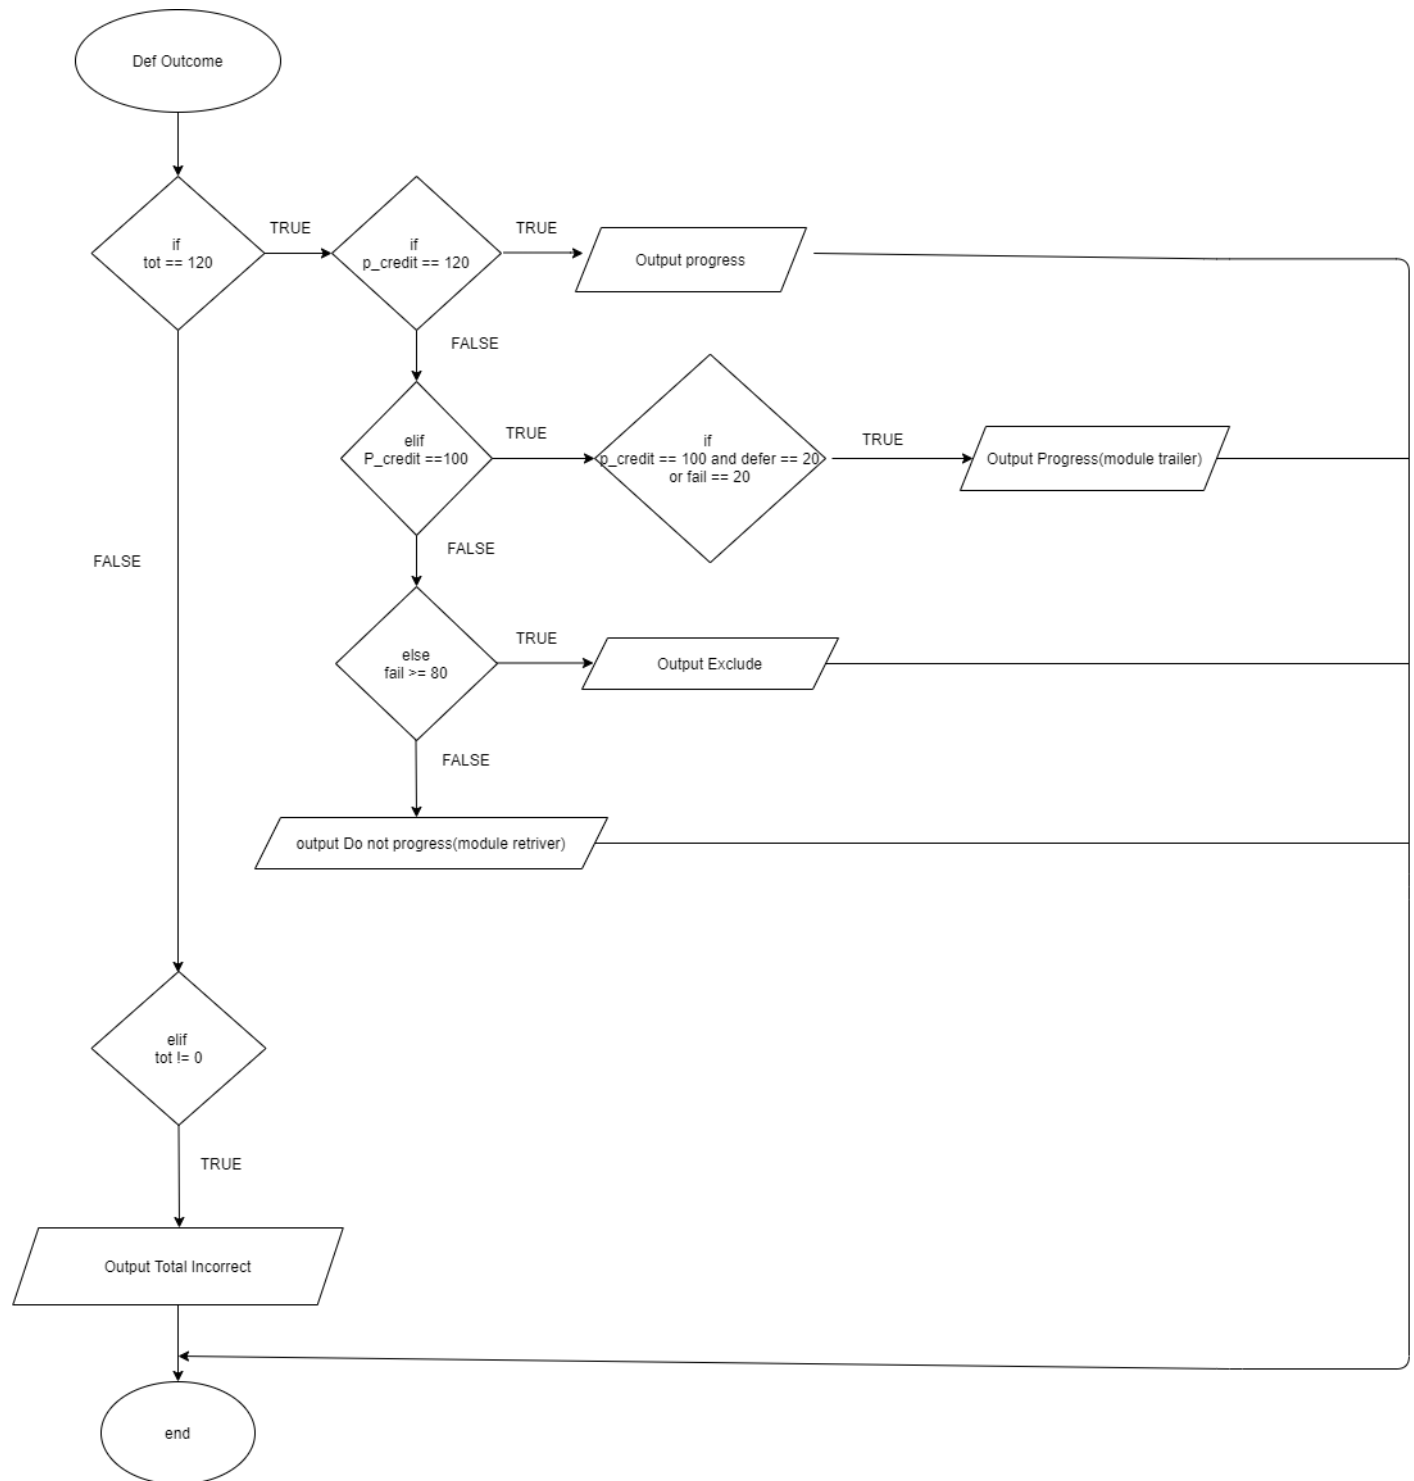 Def Outcome
if
tot == 120
TRUE
if
p_credit == 120
TRUE
Output progress
FALSE
elif
P_credit ==100
TRUE
if
p_credit == 100 and defer == 20
or fail == 20
TRUE
Output Progress(module trailer)
FALSE
FALSE
else
fail >= 80
TRUE
Output Exclude
FALSE
output Do not progress(module retriver)
elif
tot != 0
TRUE
Output Total Incorrect
end